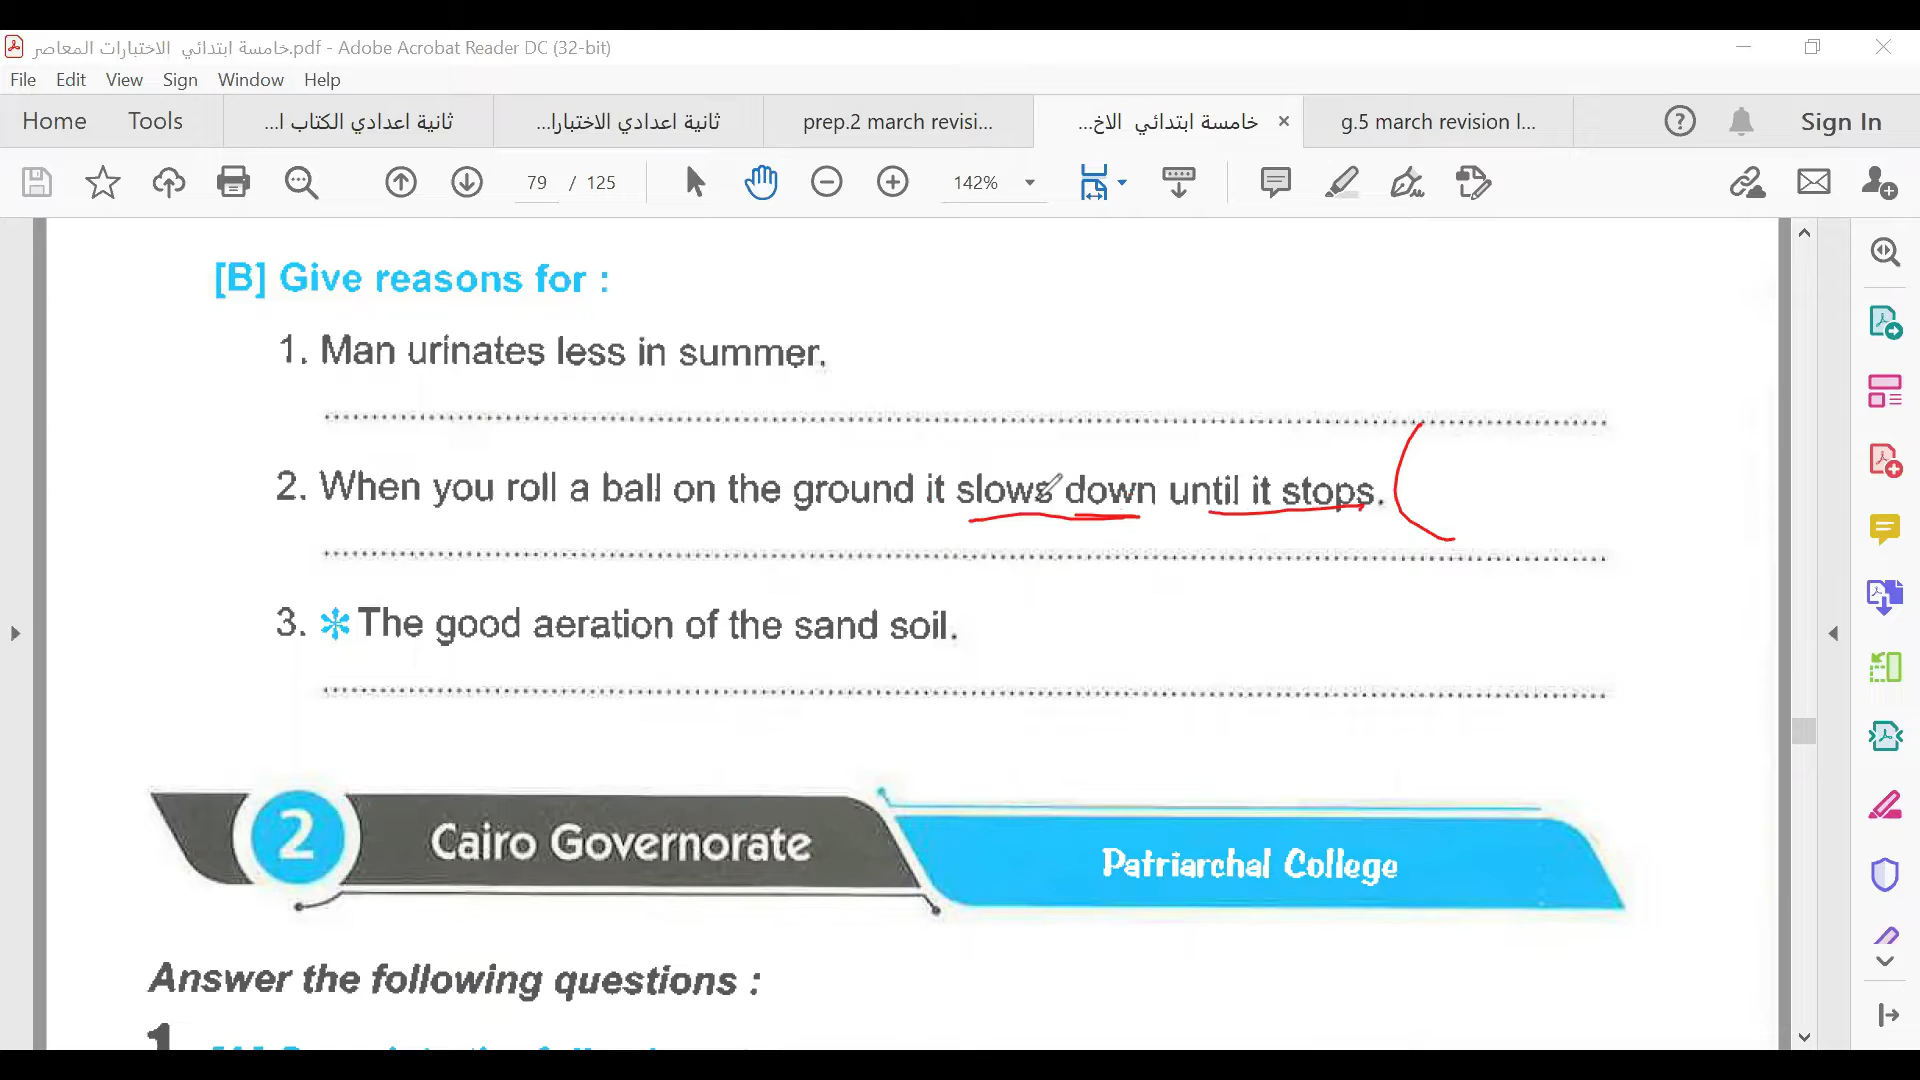 خامسة ابتدائي الاختبارات المعاصر.pdf - Adobe Acrobat Reader DC (32-bit)
File Edit View Sign Window Help
Home Tools ثانية اعدادي الكتاب ا... ثانية اعدادي الاختبارا... prep.2 march revisi... خامسة ابتدائي الاخ... g.5 march revision l... Sign In
79 / 125 142%
[B] Give reasons for :
1. Man urinates less in summer.
2. When you roll a ball on the ground it slows down until it stops.
3. * The good aeration of the sand soil.
2 Cairo Governorate Patriarchal College
Answer the following questions :
1